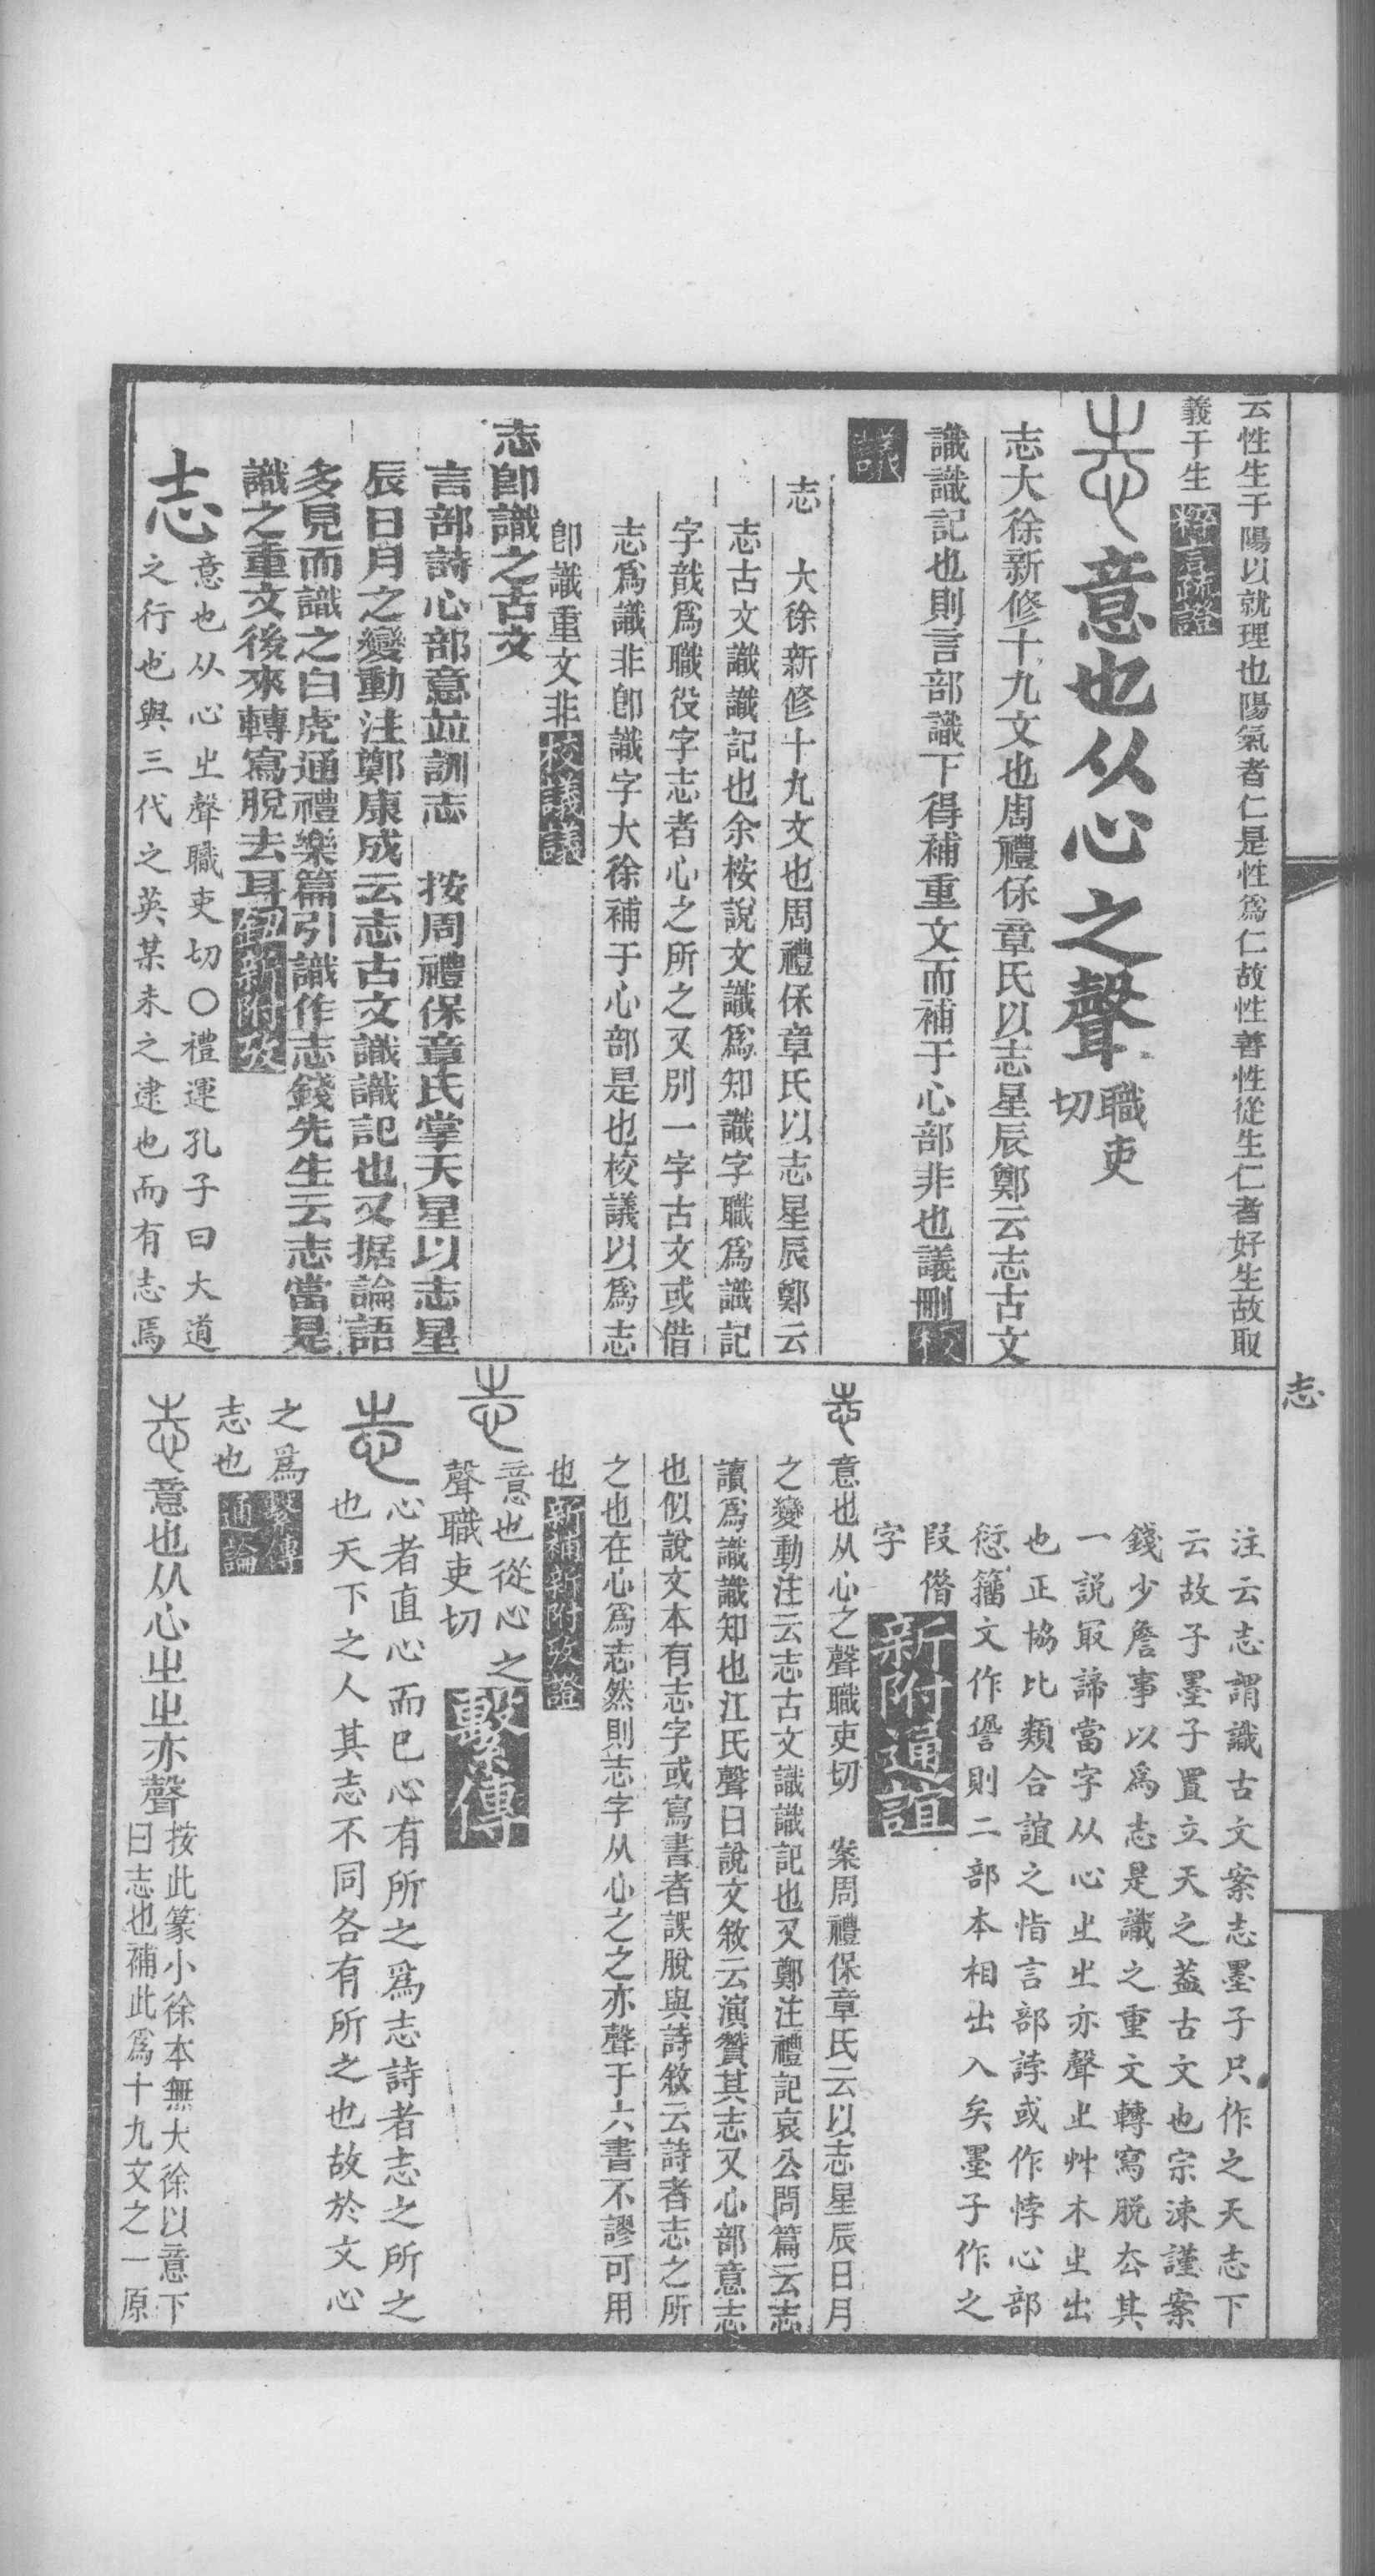 云性生于陽以就理也陽氣者仁是性爲仁故性善性從生仁者好生故取
義于生
志 意也从心之聲 職吏切
志大徐新修十九文也周禮保章氏以志星辰鄭云志古文
識識記也則言部識下得補重文而補于心部非也議刪 校
議
志 大徐新修十九文也周禮保章氏以志星辰鄭云
志古文識識記也余桉說文識爲知識字職爲識記
字戠爲職役字志者心之所之又別一字古文或借
志爲識非卽識字大徐補于心部是也校議以爲志
卽識重文非 校議議
志卽識之古文
言部詩心部意並訓志 按周禮保章氏掌天星以志星
辰日月之變動注鄭康成云志古文識識記也又据論語
多見而識之白虎通禮樂篇引識作志錢先生云志當是
識之重文後來轉寫脫去耳 鈕新附攷
志 意也从心㞢聲職吏切〇禮運孔子曰大道
之行也與三代之英某未之逮也而有志焉
志
注云志謂識古文案志墨子只作之天志下
云故子墨子置立天之葢古文也宗涑謹案
錢少詹事以爲志是識之重文轉寫脱厺其
一説冣諦當字从心㞢㞢亦聲㞢艸木㞢出
也正協比類合誼之恉言部誖或作悖心部
愆籒文作諐則二部本相出入矣墨子作之
叚僭
字 新附通誼
志 意也从心之聲職吏切 案周禮保章氏云以志星辰日月
之變動注云志古文識識記也又鄭注禮記哀公問篇云志
讀爲識識知也江氏聲曰說文敘云演贊其志又心部意志
也似說文本有志字或寫書者誤脫與詩敘云詩者志之所
之也在心爲志然則志字从心之之亦聲于六書不謬可用
也 新補新附攷證
志 意也從心之
聲職吏切 繫傳
志 心者直心而已心有所之爲志詩者志之所之
也天下之人其志不同各有所之也故於文心
之爲
志也 繫傳通論
志 意也从心㞢㞢亦聲 按此篆小徐本無大徐以意下
曰志也補此爲十九文之一原